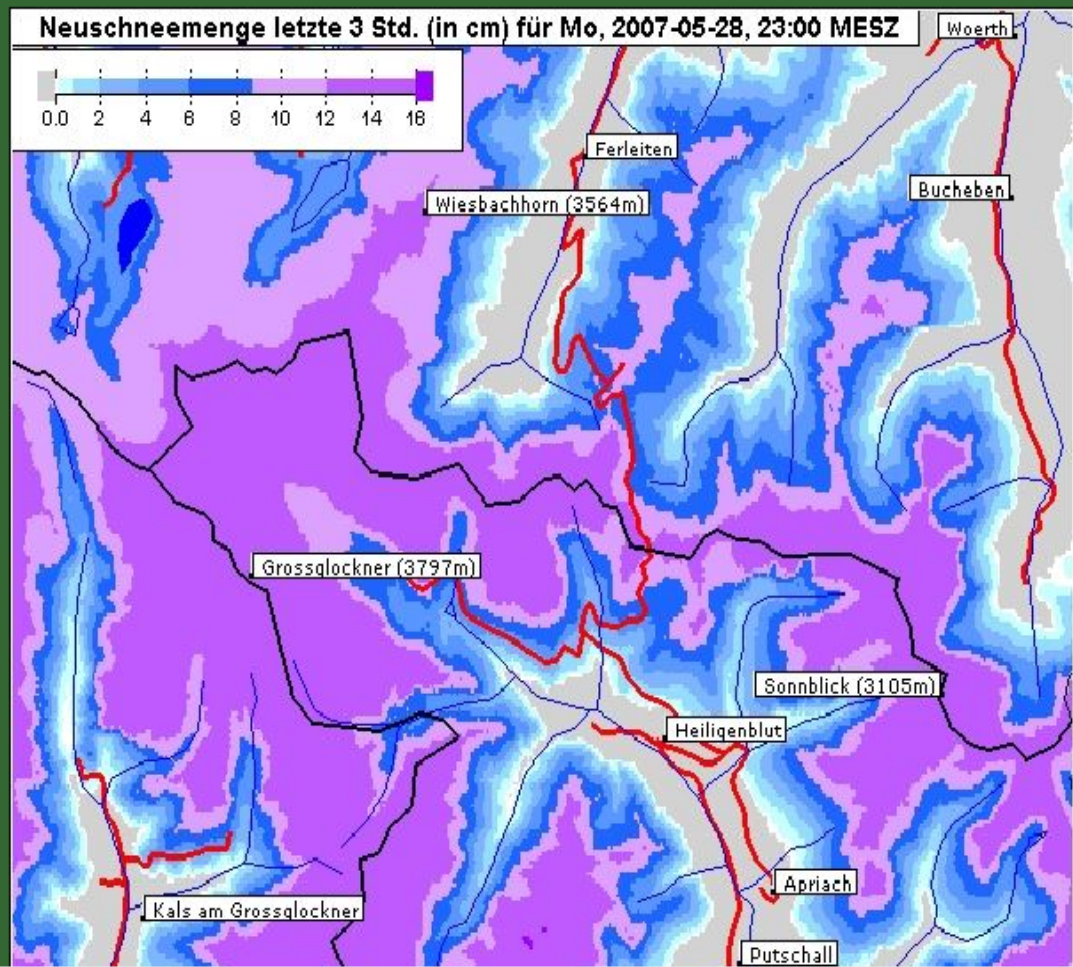 Neuschneemenge letzte 3 Std. (in cm) für Mo, 2007-05-28, 23:00 MESZ
Woerth
0.0 2 4 6 8 10 12 14 16
Ferleiten
Bucheben
Wiesbachhorn (3564m)
Grossglockner (3797m)
Sonnblick (3105m)
Heiligenblut
Apriach
Kals am Grossglockner
Putschall